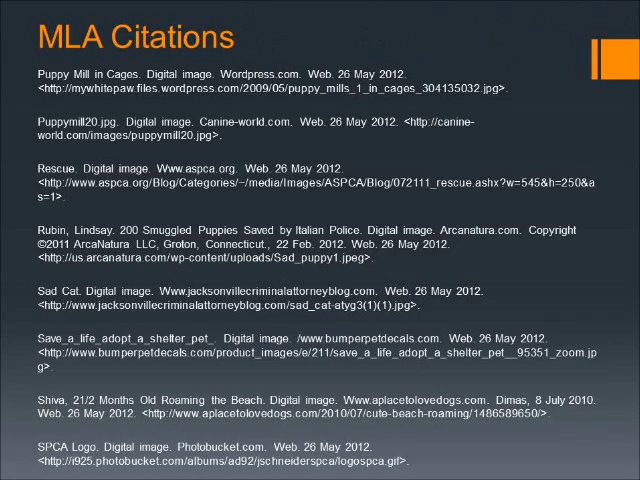 MLA Citations
Puppy Mill in Cages. Digital image. Wordpress.com. Web. 26 May 2012.
<http://mywhitepaw.files.wordpress.com/2009/05/puppy_mills_1_in_cages_304135032.jpg>.
Puppymill20.jpg. Digital image. Canine-world.com. Web. 26 May 2012. <http://canine-
world.com/images/puppymill20.jpg>.
Rescue. Digital image. Www.aspca.org. Web. 26 May 2012.
<http://www.aspca.org/Blog/Categories/~/media/Images/ASPCA/Blog/072111_rescue.ashx?w=545&h=250&a
s=1>.
Rubin, Lindsay. 200 Smuggled Puppies Saved by Italian Police. Digital image. Arcanatura.com. Copyright
©2011 ArcaNatura LLC, Groton, Connecticut., 22 Feb. 2012. Web. 26 May 2012.
<http://us.arcanatura.com/wp-content/uploads/Sad_puppy1.jpeg>.
Sad Cat. Digital image. Www.jacksonvillecriminalattorneyblog.com. Web. 26 May 2012.
<http://www.jacksonvillecriminalattorneyblog.com/sad_cat-atyg3(1)(1).jpg>.
Save_a_life_adopt_a_shelter_pet_. Digital image. /www.bumperpetdecals.com. Web. 26 May 2012.
<http://www.bumperpetdecals.com/product_images/e/211/save_a_life_adopt_a_shelter_pet__95351_zoom.jp
g>.
Shiva, 21/2 Months Old Roaming the Beach. Digital image. Www.aplacetolovedogs.com. Dimas, 8 July 2010.
Web. 26 May 2012. <http://www.aplacetolovedogs.com/2010/07/cute-beach-roaming/1486589650/>.
SPCA Logo. Digital image. Photobucket.com. Web. 26 May 2012.
<http://i925.photobucket.com/albums/ad92/jschneiderspca/logospca.gif>.